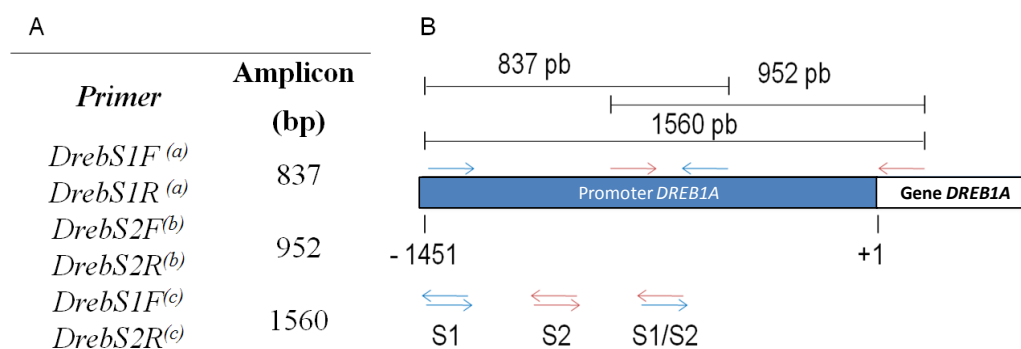 A
Primer
Amplicon
(bp)
DrebS1F (a)
DrebS1R (a)
837
DrebS2F(b)
DrebS2R(b)
952
DrebS1F(c)
DrebS2R(c)
1560
B
837 pb
952 pb
1560 pb
Promoter DREB1A
Gene DREB1A
- 1451
+1
S1
S2
S1/S2